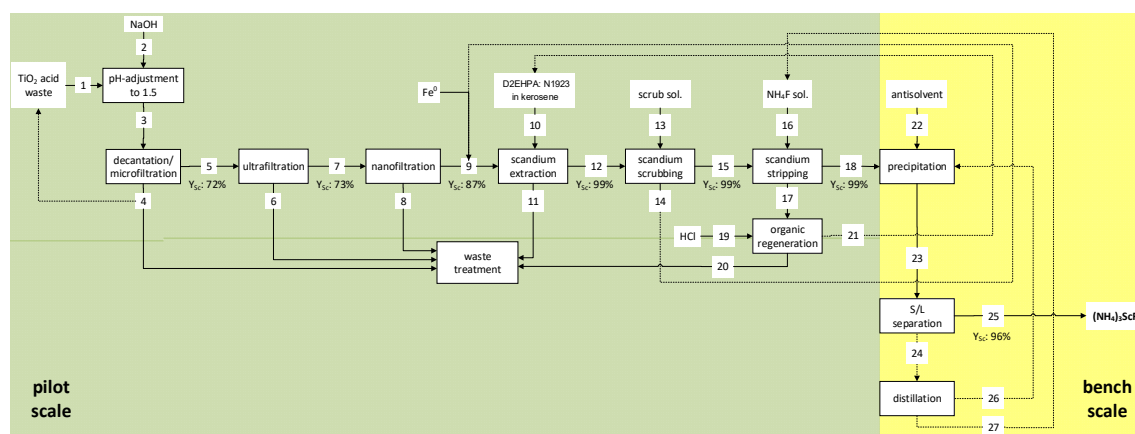 NaOH
2
TiO2 acid
waste
1
pH-adjustment
to 1.5
3
Fe0
D2EHPA: N1923
in kerosene
scrub sol.
NH4F sol.
antisolvent
10
13
16
22
decantation/
microfiltration
5
YSc: 72%
ultrafiltration
7
YSc: 73%
nanofiltration
9
YSc: 87%
scandium
extraction
12
YSc: 99%
scandium
scrubbing
15
YSc: 99%
scandium
stripping
18
YSc: 99%
precipitation
4
6
8
11
14
17
HCl
19
organic
regeneration
21
waste
treatment
20
23
S/L
separation
25
YSc: 96%
(NH4)3ScF
24
distillation
26
27
pilot
scale
bench
scale